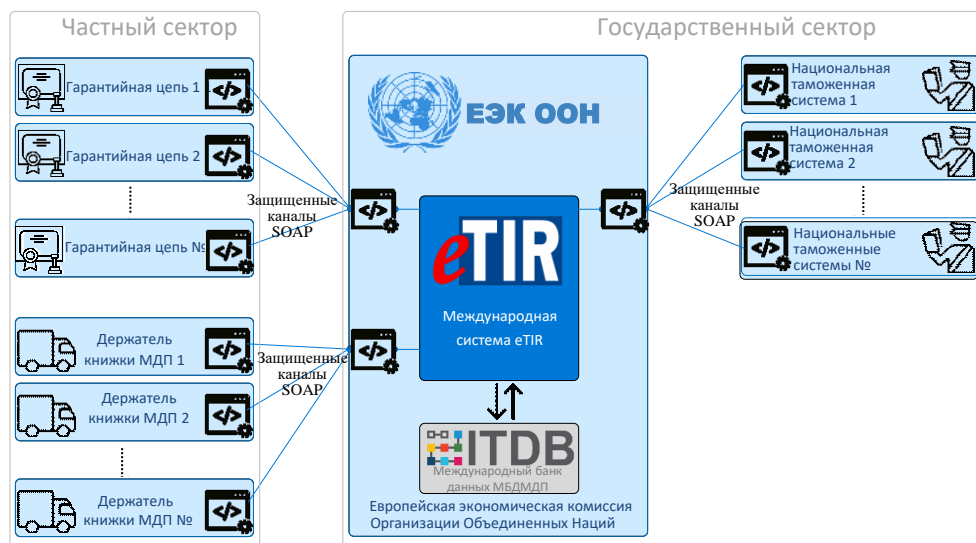 Частный сектор
Гарантийная цепь 1
Гарантийная цепь 2
Гарантийная цепь №
Защищенные
каналы
SOAP
Держатель
книжки МДП 1
Держатель
книжки МДП 2
Держатель
книжки МДП №
Защищенные
каналы
SOAP
Государственный сектор
ЕЭК ООН
eTIR
Международная
система eTIR
ITDB
Международный банк
данных МБДМДП
Европейская экономическая комиссия
Организации Объединенных Наций
Защищенные
каналы
SOAP
Национальная
таможенная
система 1
Национальная
таможенная
система 2
Национальные
таможенные
системы №